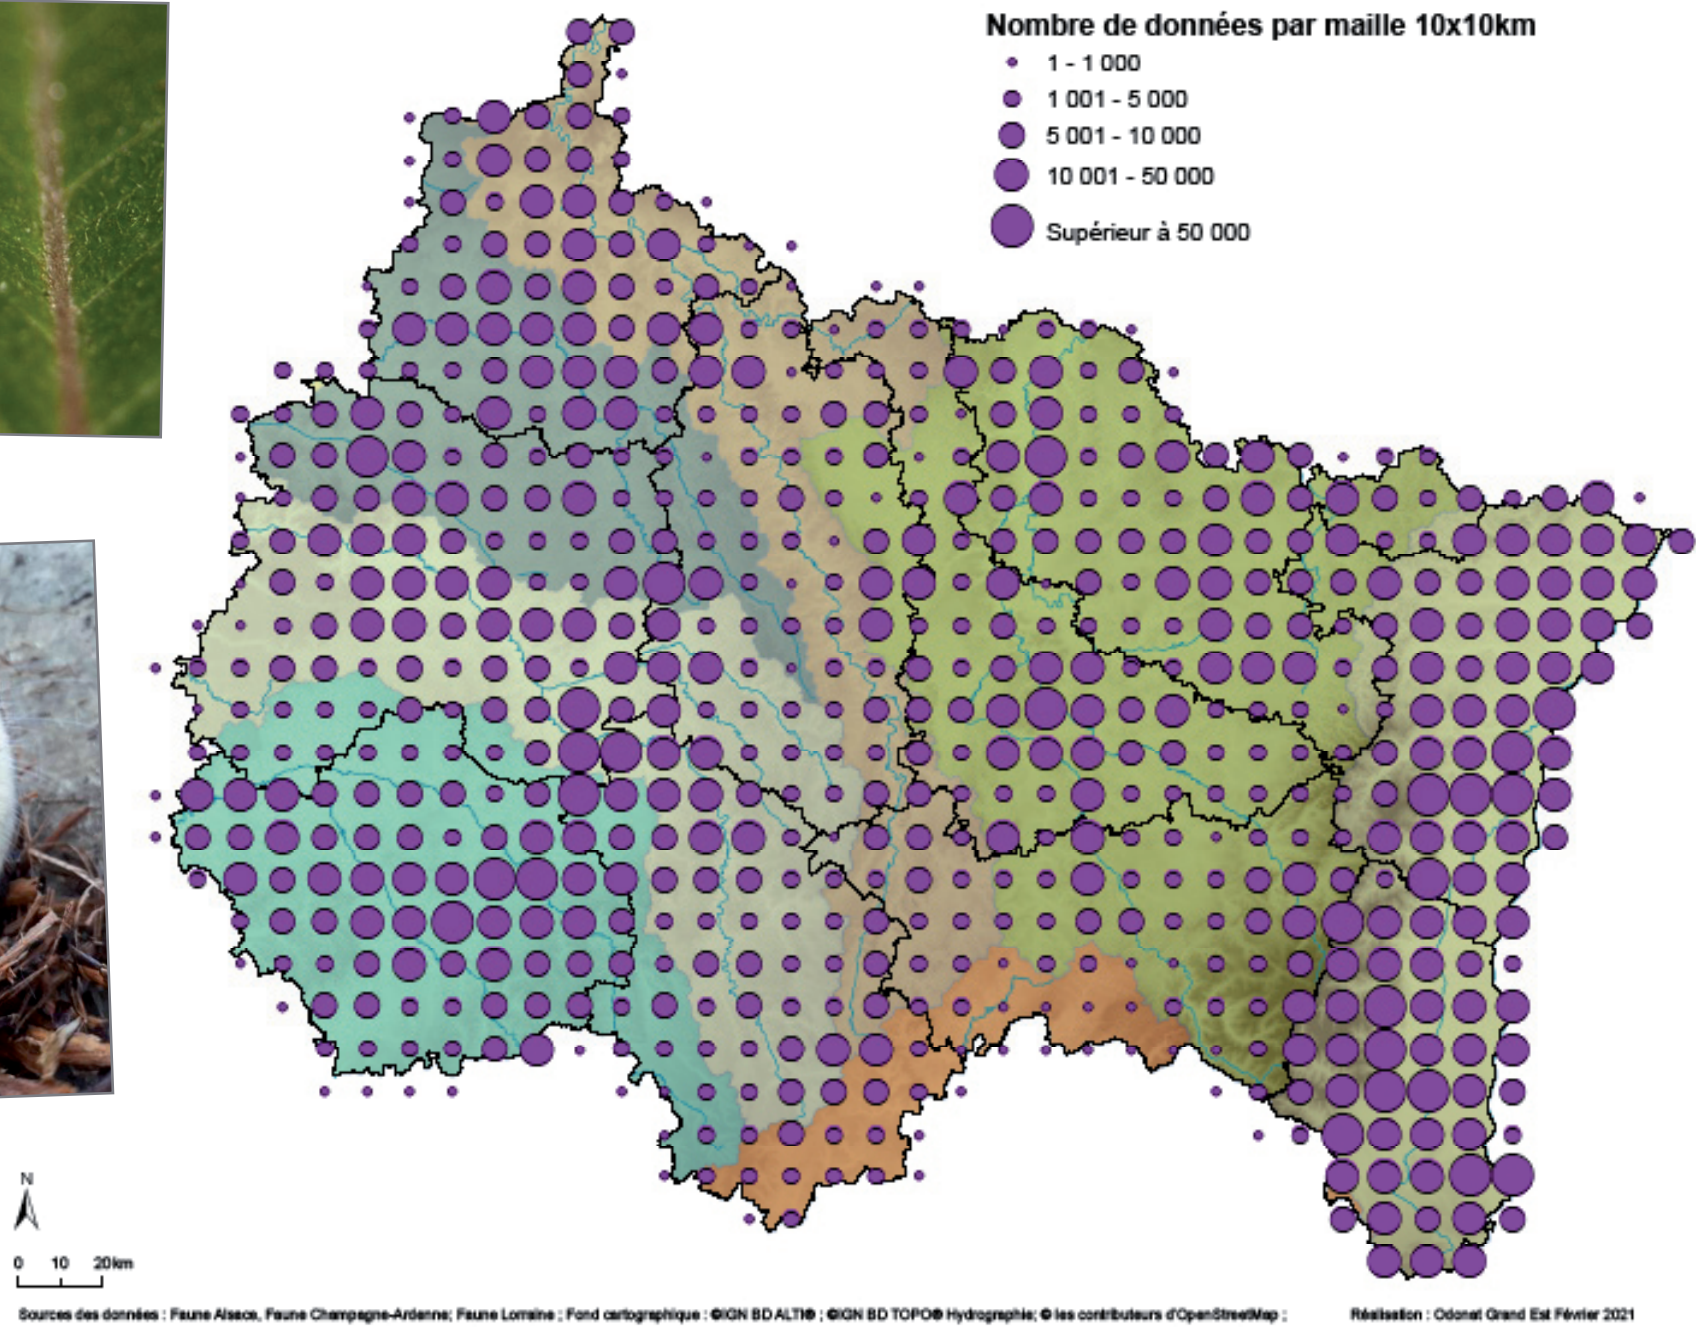 Nombre de données par maille 10x10km
1 - 1 000
1 001 - 5 000
5 001 - 10 000
10 001 - 50 000
Supérieur à 50 000
N
0 10 20km
Sources des données : Faune Alsace, Faune Champagne-Ardenne; Faune Lorraine ; Fond cartographique : ©IGN BD ALTI® ; ©IGN BD TOPO® Hydrographie; © les contributeurs d'OpenStreetMap ; Réalisation : Odonat Grand Est Février 2021